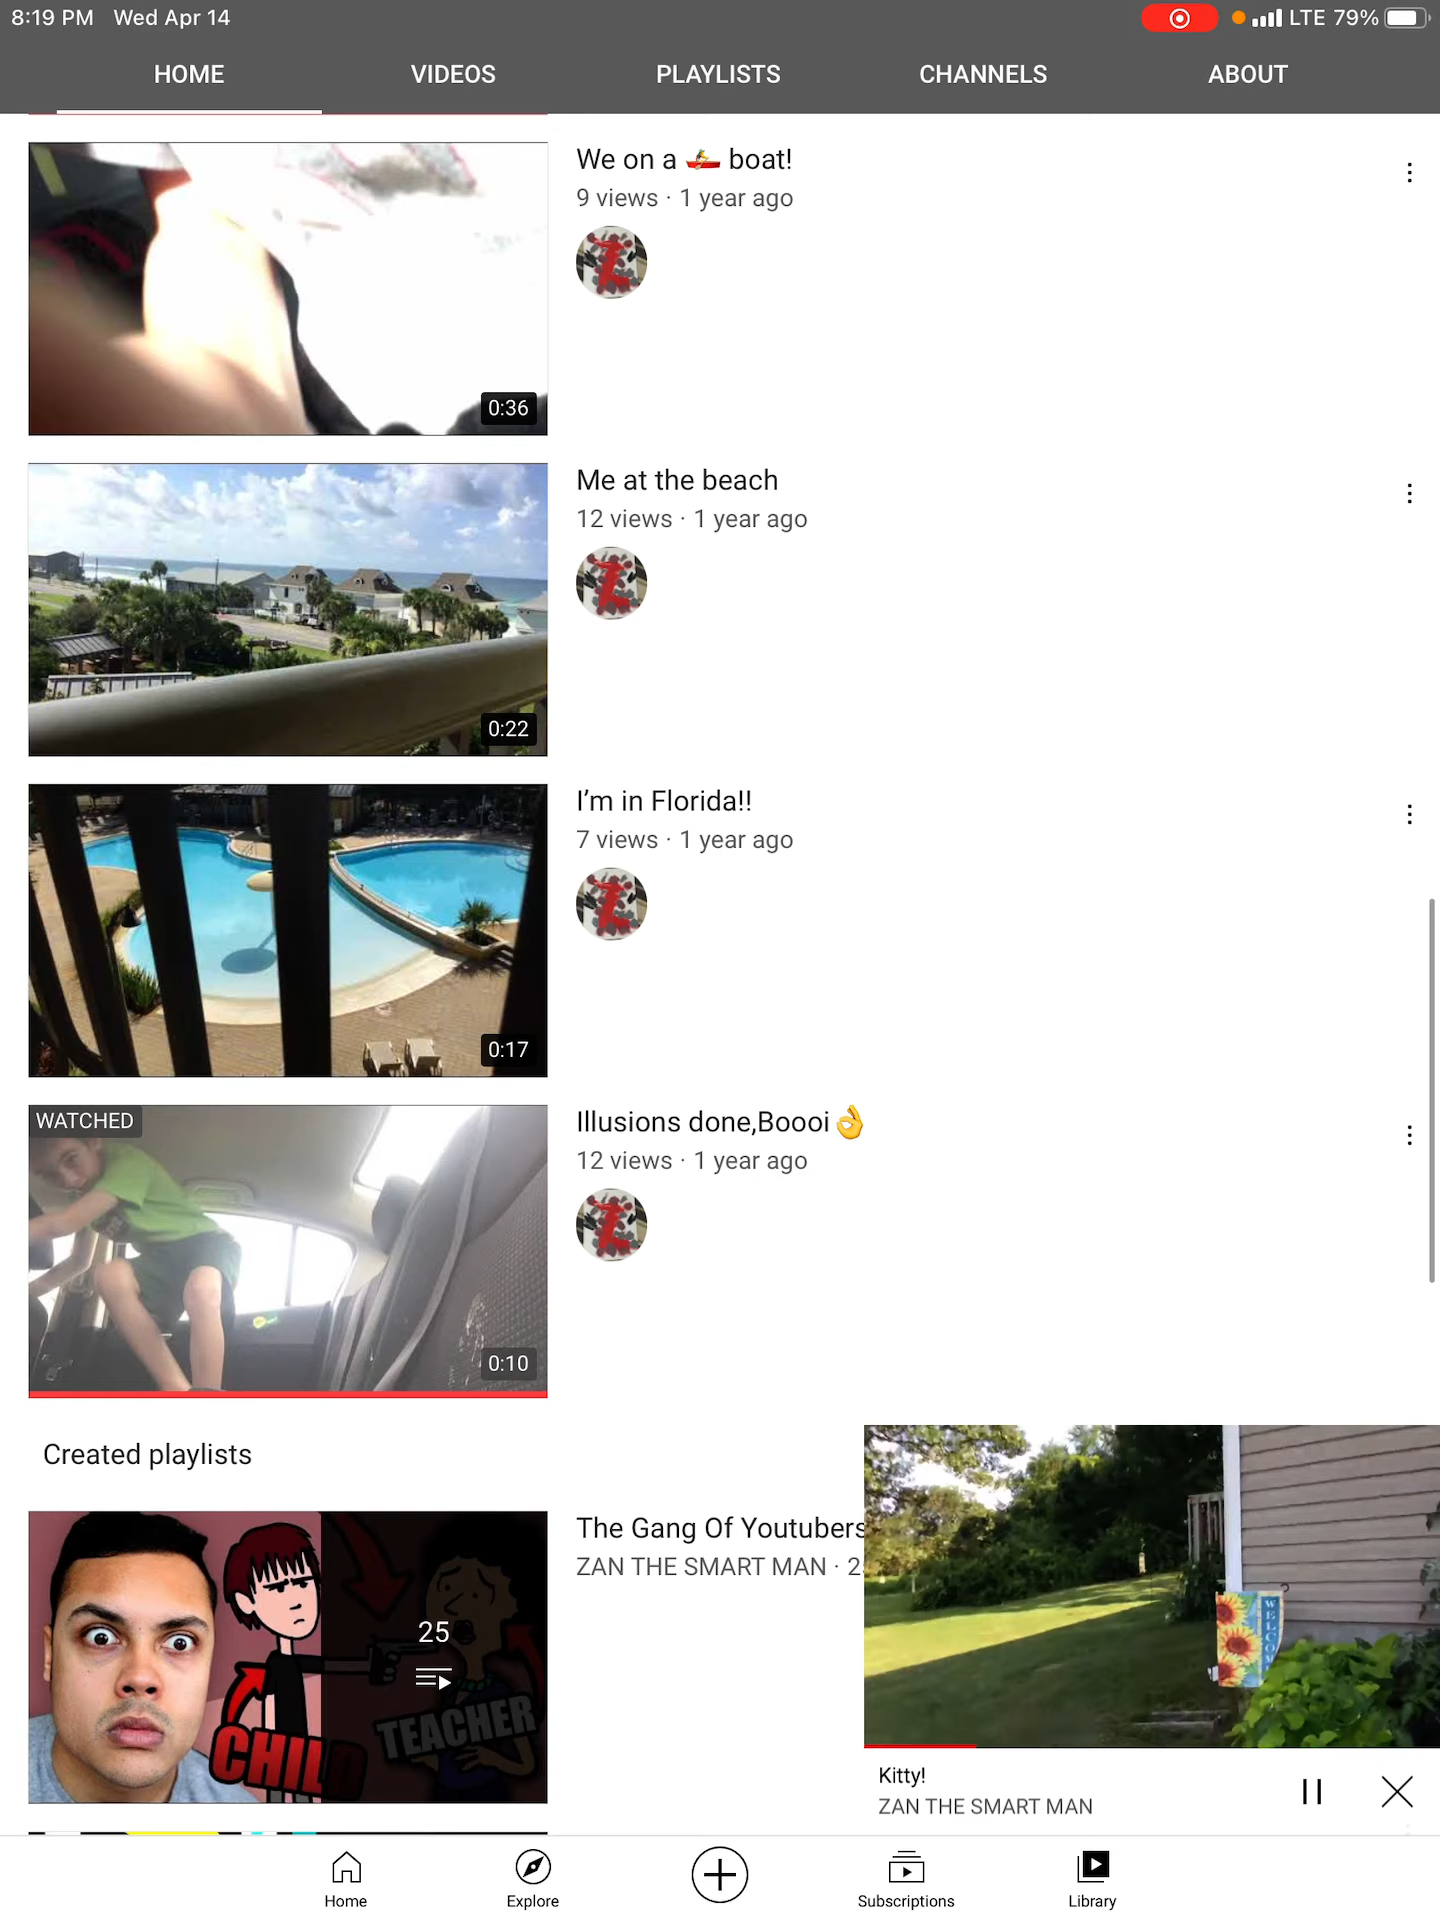 8:19 PM Wed Apr 14 LTE 79%
HOME VIDEOS PLAYLISTS CHANNELS ABOUT
We on a 🚣 boat!
9 views · 1 year ago
0:36
Me at the beach
12 views · 1 year ago
0:22
I'm in Florida!!
7 views · 1 year ago
0:17
WATCHED
Illusions done,Boooi👌
12 views · 1 year ago
0:10
Created playlists
The Gang Of Youtubers
ZAN THE SMART MAN · 2
25
CHILD
TEACHER
WELCOM
Kitty!
ZAN THE SMART MAN
Home Explore Subscriptions Library